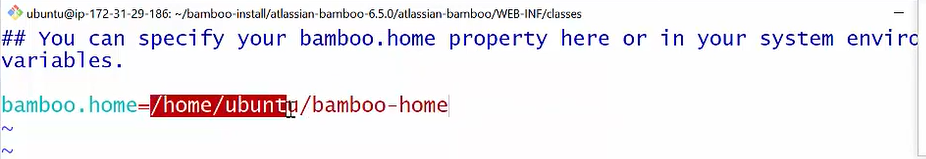 ubuntu@ip-172-31-29-186: ~/bamboo-install/atlassian-bamboo-6.5.0/atlassian-bamboo/WEB-INF/classes
## You can specify your bamboo.home property here or in your system
variables.
bamboo.home=/home/ubuntu/bamboo-home
~
~